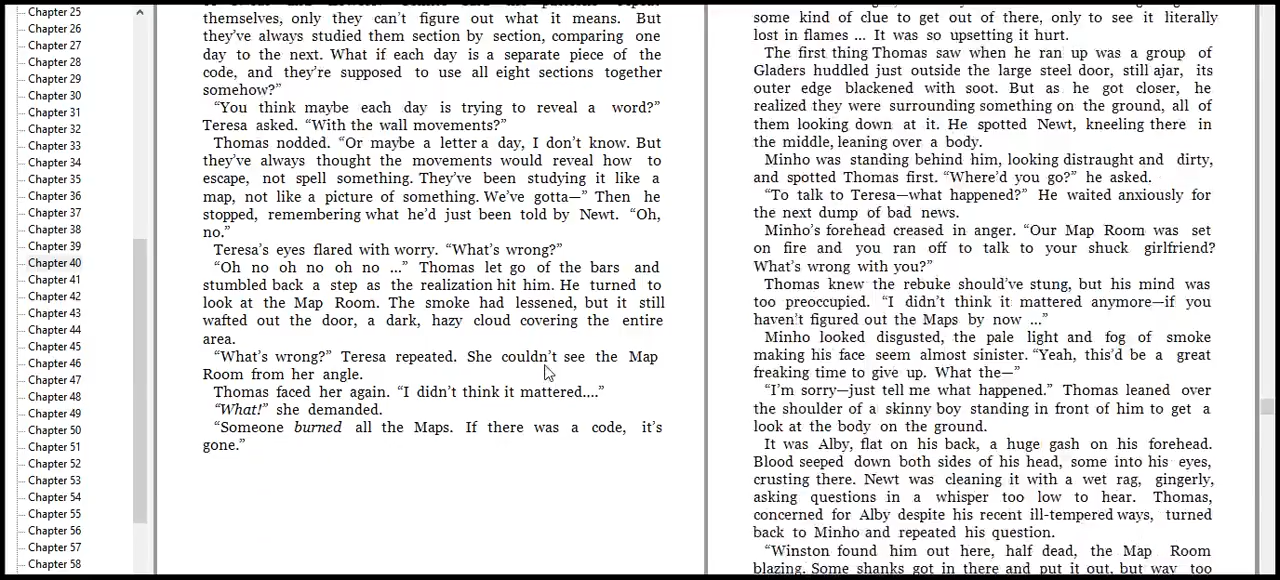 Chapter 25
Chapter 26
Chapter 27
Chapter 28
Chapter 29
Chapter 30
Chapter 31
Chapter 32
Chapter 33
Chapter 34
Chapter 35
Chapter 36
Chapter 37
Chapter 38
Chapter 39
Chapter 40
Chapter 41
Chapter 42
Chapter 43
Chapter 44
Chapter 45
Chapter 46
Chapter 47
Chapter 48
Chapter 49
Chapter 50
Chapter 51
Chapter 52
Chapter 53
Chapter 54
Chapter 55
Chapter 56
Chapter 57
Chapter 58
themselves, only they can’t figure out what it means. But
they’ve always studied them section by section, comparing one
day to the next. What if each day is a separate piece of the
code, and they’re supposed to use all eight sections together
somehow?”
“You think maybe each day is trying to reveal a word?”
Teresa asked. “With the wall movements?”
Thomas nodded. “Or maybe a letter a day, I don’t know. But
they’ve always thought the movements would reveal how to
escape, not spell something. They’ve been studying it like a
map, not like a picture of something. We’ve gotta—” Then he
stopped, remembering what he’d just been told by Newt. “Oh,
no.”
Teresa’s eyes flared with worry. “What’s wrong?”
“Oh no oh no oh no ...” Thomas let go of the bars and
stumbled back a step as the realization hit him. He turned to
look at the Map Room. The smoke had lessened, but it still
wafted out the door, a dark, hazy cloud covering the entire
area.
“What’s wrong?” Teresa repeated. She couldn’t see the Map
Room from her angle.
Thomas faced her again. “I didn’t think it mattered....”
“What!” she demanded.
“Someone burned all the Maps. If there was a code, it’s
gone.”
some kind of clue to get out of there, only to see it literally
lost in flames ... It was so upsetting it hurt.
The first thing Thomas saw when he ran up was a group of
Gladers huddled just outside the large steel door, still ajar, its
outer edge blackened with soot. But as he got closer, he
realized they were surrounding something on the ground, all of
them looking down at it. He spotted Newt, kneeling there in
the middle, leaning over a body.
Minho was standing behind him, looking distraught and dirty,
and spotted Thomas first. “Where’d you go?” he asked.
“To talk to Teresa—what happened?” He waited anxiously for
the next dump of bad news.
Minho’s forehead creased in anger. “Our Map Room was set
on fire and you ran off to talk to your shuck girlfriend?
What’s wrong with you?”
Thomas knew the rebuke should’ve stung, but his mind was
too preoccupied. “I didn’t think it mattered anymore—if you
haven’t figured out the Maps by now ...”
Minho looked disgusted, the pale light and fog of smoke
making his face seem almost sinister. “Yeah, this’d be a great
freaking time to give up. What the—”
“I’m sorry—just tell me what happened.” Thomas leaned over
the shoulder of a skinny boy standing in front of him to get a
look at the body on the ground.
It was Alby, flat on his back, a huge gash on his forehead.
Blood seeped down both sides of his head, some into his eyes,
crusting there. Newt was cleaning it with a wet rag, gingerly,
asking questions in a whisper too low to hear. Thomas,
concerned for Alby despite his recent ill-tempered ways, turned
back to Minho and repeated his question.
“Winston found him out here, half dead, the Map Room
blazing. Some shanks got in there and put it out, but way too